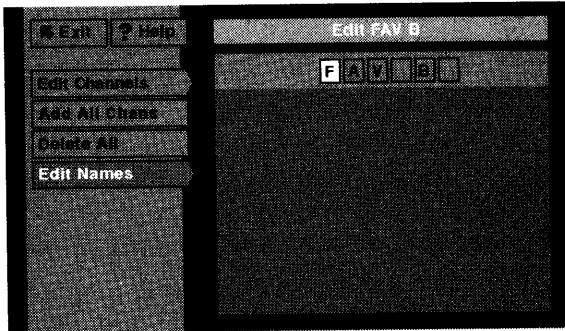 Exit ? Help
Edit FAV B
F A V B
Edit Channels
Add All Chans
Delete All
Edit Names